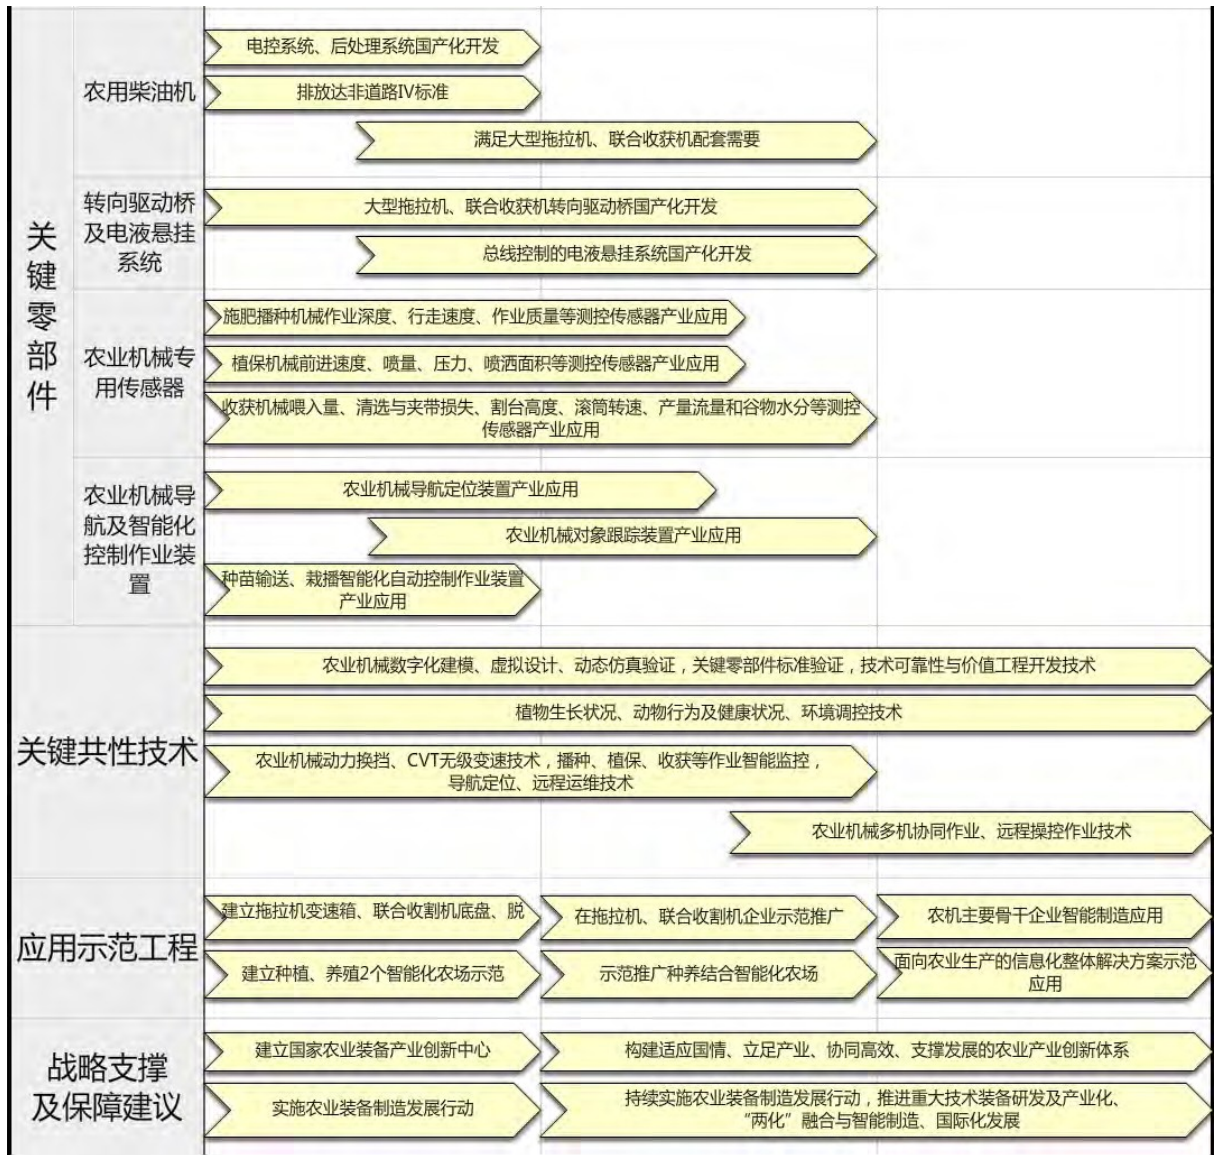 关
键
零
部
件
农用柴油机
电控系统、后处理系统国产化开发
排放达非道路IV标准
满足大型拖拉机、联合收获机配套需要
转向驱动桥
及电液悬挂
系统
大型拖拉机、联合收获机转向驱动桥国产化开发
总线控制的电液悬挂系统国产化开发
农业机械专
用传感器
施肥播种机械作业深度、行走速度、作业质量等测控传感器产业应用
植保机械前进速度、喷量、压力、喷洒面积等测控传感器产业应用
收获机械喂入量、清选与夹带损失、割台高度、滚筒转速、产量流量和谷物水分等测控
传感器产业应用
农业机械导
航及智能化
控制作业装
置
农业机械导航定位装置产业应用
农业机械对象跟踪装置产业应用
种苗输送、栽播智能化自动控制作业装置
产业应用
关键共性技术
农业机械数字化建模、虚拟设计、动态仿真验证，关键零部件标准验证，技术可靠性与价值工程开发技术
植物生长状况、动物行为及健康状况、环境调控技术
农业机械动力换挡、CVT无级变速技术，播种、植保、收获等作业智能监控，
导航定位、远程运维技术
农业机械多机协同作业、远程操控作业技术
应用示范工程
建立拖拉机变速箱、联合收割机底盘、脱
在拖拉机、联合收割机企业示范推广
农机主要骨干企业智能制造应用
建立种植、养殖2个智能化农场示范
示范推广种养结合智能化农场
面向农业生产的信息化整体解决方案示范
应用
战略支撑
及保障建议
建立国家农业装备产业创新中心
构建适应国情、立足产业、协同高效、支撑发展的农业产业创新体系
实施农业装备制造发展行动
持续实施农业装备制造发展行动，推进重大技术装备研发及产业化、
“两化”融合与智能制造、国际化发展